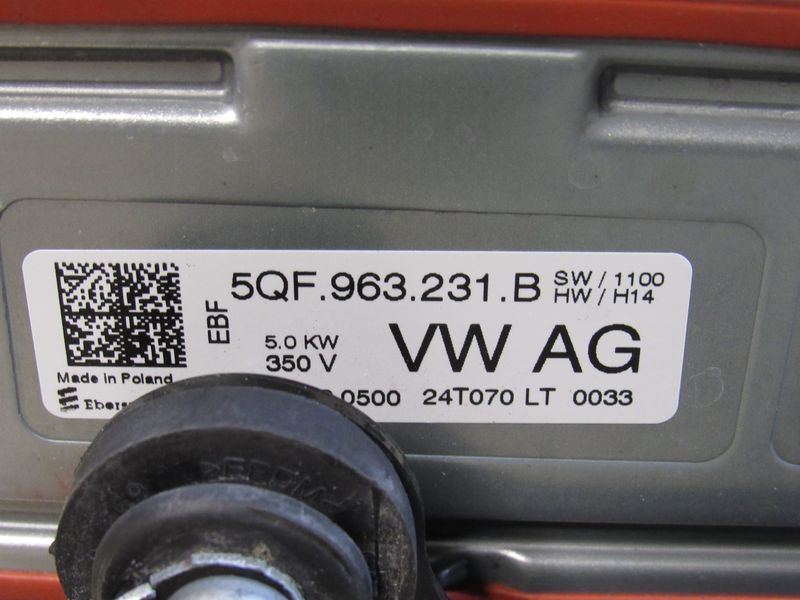 5QF.963.231.B SW/1100
HW/H14
EBF
5.0 KW
350 V
VW AG
Made in Poland
0500 24T070 LT 0033